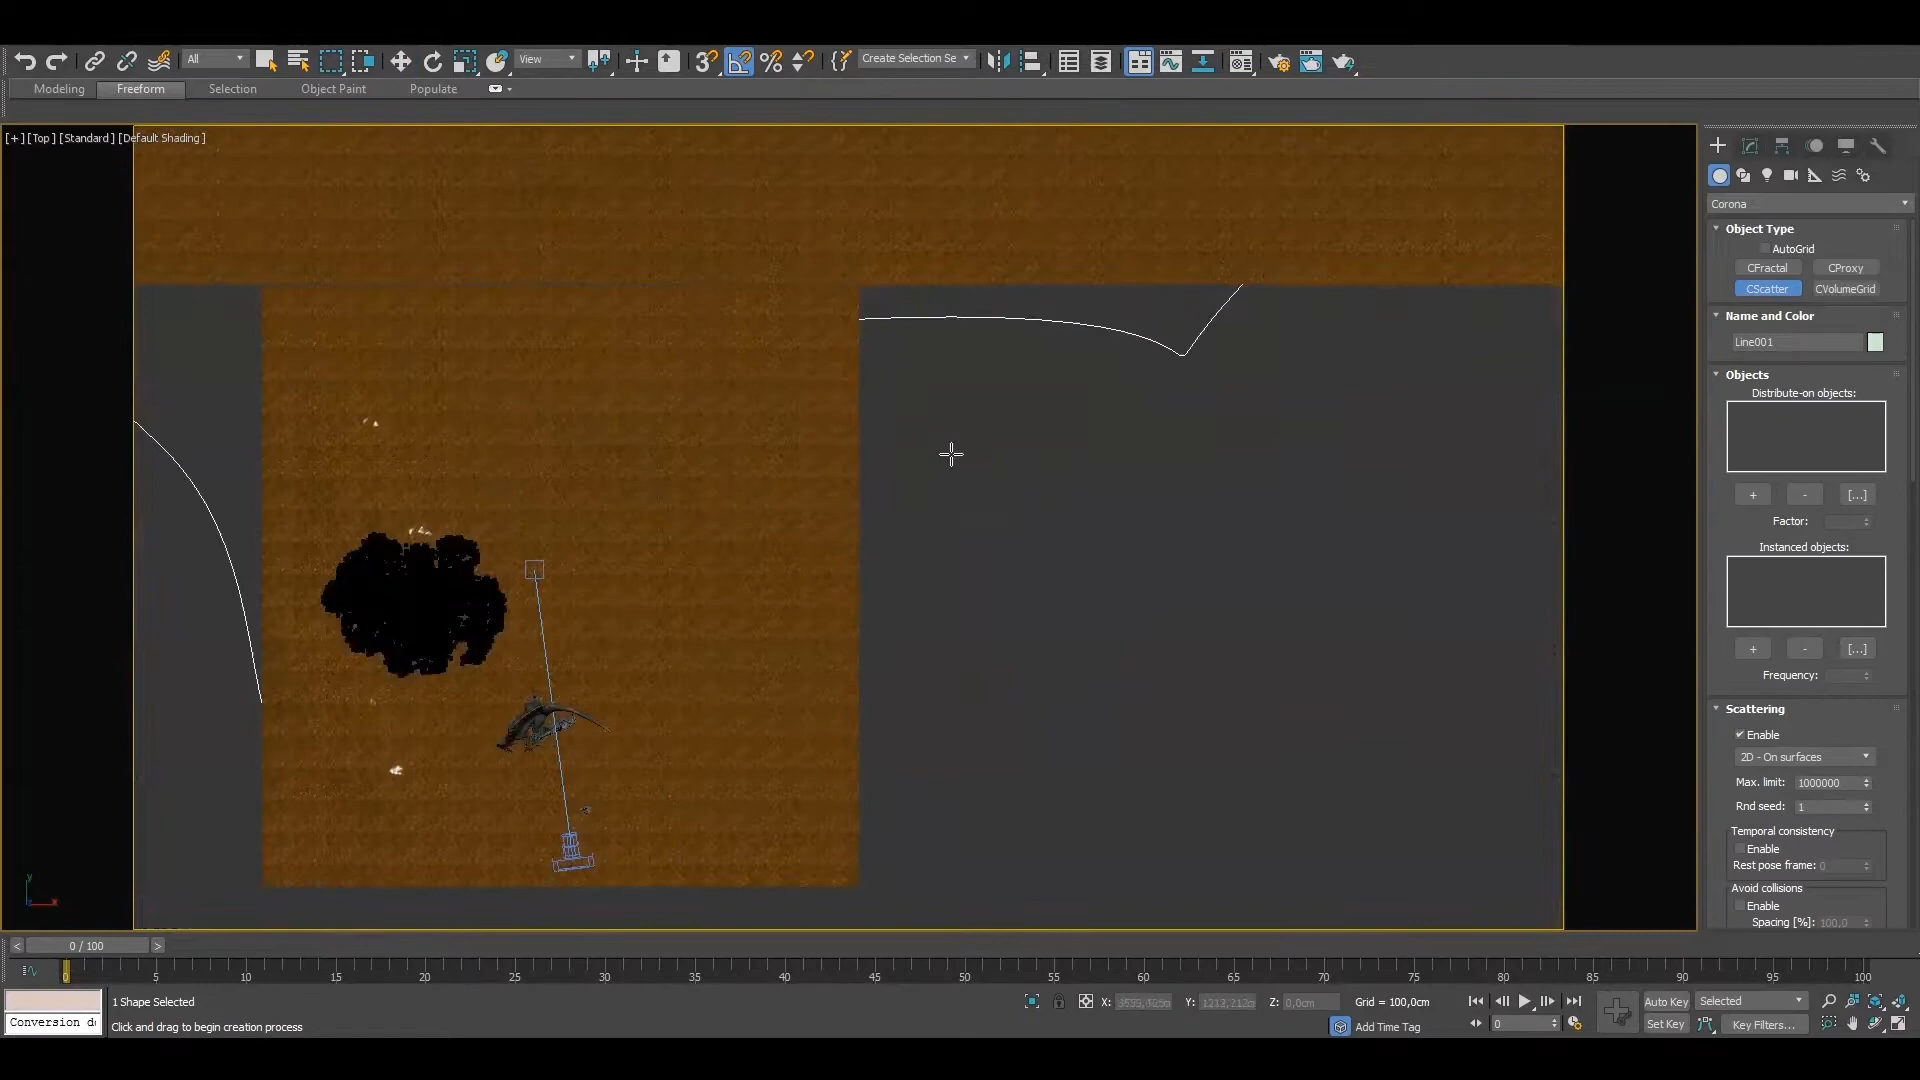 All View 3 Create Selection Se
Modeling Freeform Selection Object Paint Populate
[+] [Top] [Standard] [Default Shading]
Corona
Object Type
AutoGrid
CFractal CProxy
CScatter CVolumeGrid
Name and Color
Line001
Objects
Distribute-on objects:
+ - [...]
Factor:
Instanced objects:
+ - [...]
Frequency:
Scattering
Enable
2D - On surfaces
Max. limit: 1000000
Rnd seed: 1
Temporal consistency
Enable
Rest pose frame: 0
Avoid collisions
Enable
Spacing [%]: 100,0
y
x
< 0 / 100 >
0 5 10 15 20 25 30 35 40 45 50 55 60 65 70 75 80 85 90 95 100
1 Shape Selected X: Y: Z: 0,0cm Grid = 100,0cm Auto Key Selected
Conversion d
Click and drag to begin creation process Add Time Tag 0 Set Key Key Filters...